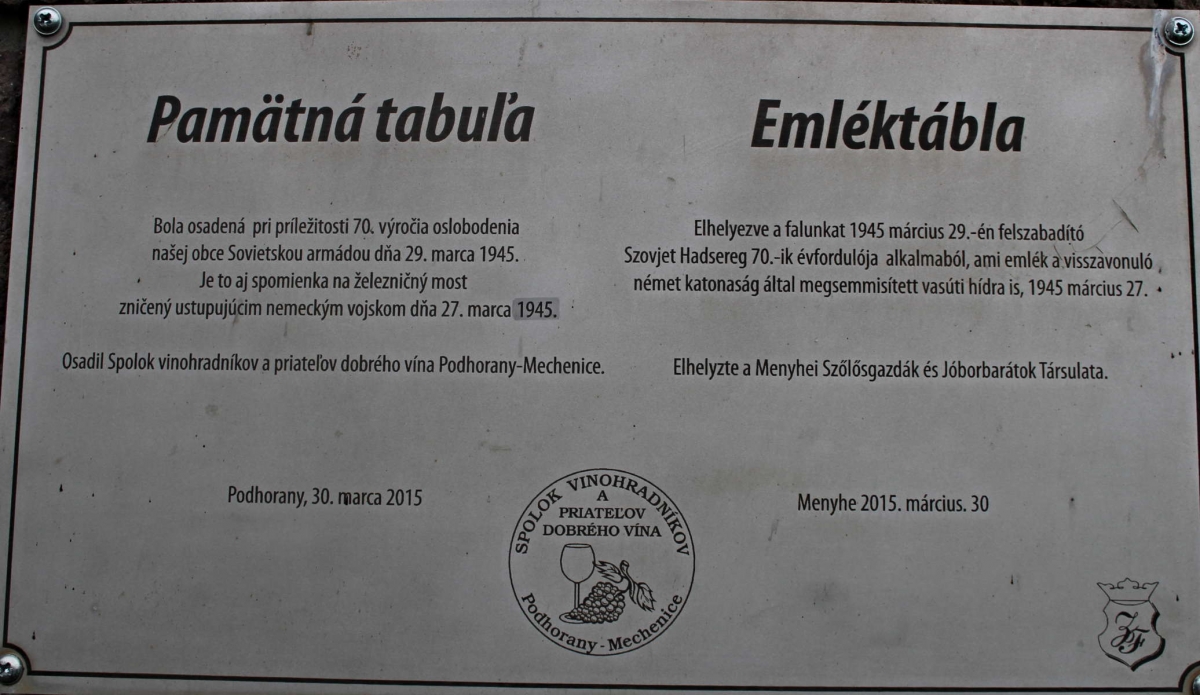 Pamätná tabuľa
Bola osadená pri príležitosti 70. výročia oslobodenia
našej obce Sovietskou armádou dňa 29. marca 1945.
Je to aj spomienka na železničný most
zničený ustupujúcim nemeckým vojskom dňa 27. marca 1945.
Osadil Spolok vinohradníkov a priateľov dobrého vína Podhorany-Mechenice.
Podhorany, 30. marca 2015
Emléktábla
Elhelyezve a falunkat 1945 március 29.-én felszabadító
Szovjet Hadsereg 70.-ik évfordulója alkalmaból, ami emlék a visszavonuló
német katonaság által megsemmisített vasúti hídra is, 1945 március 27.
Elhelyzte a Menyhei Szőlősgazdák és Jóborbarátok Társulata.
Menyhe 2015. március. 30
SPOLOK VINOHRADNÍKOV
A
PRIATEĽOV
DOBRÉHO VÍNA
Podhorany - Mechenice
ZF